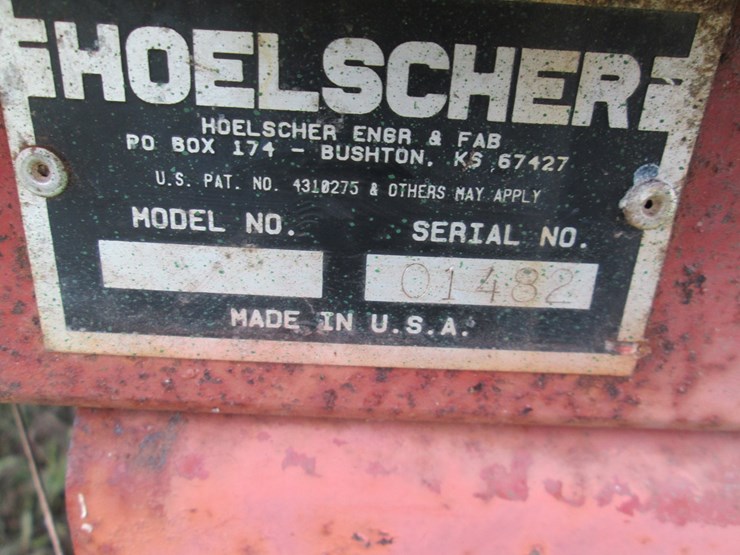 HOELSCHER
HOELSCHER ENGR & FAB
PO BOX 174 - BUSHTON, KS 67427
U.S. PAT. NO. 4310275 & OTHERS MAY APPLY
MODEL NO. SERIAL NO.
01482
MADE IN U.S.A.